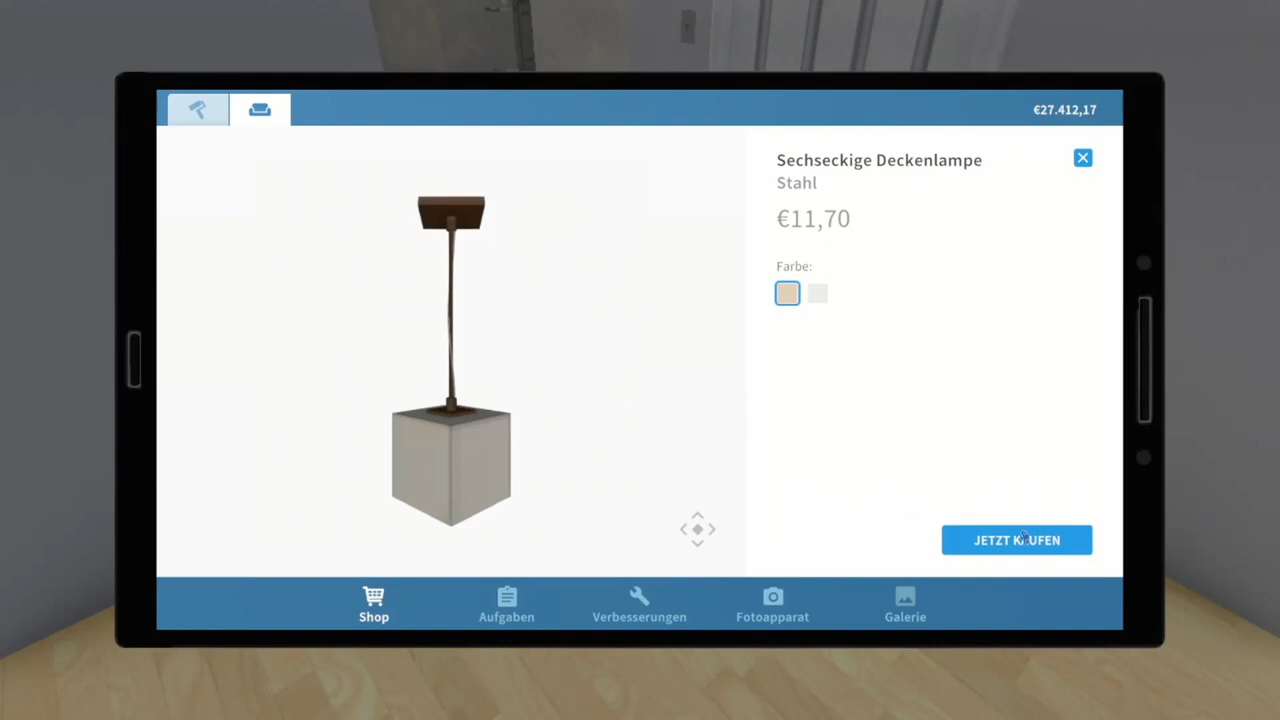 €27.412,17
Sechseckige Deckenlampe
Stahl
€11,70
Farbe:
JETZT KAUFEN
Shop
Aufgaben
Verbesserungen
Fotoapparat
Galerie